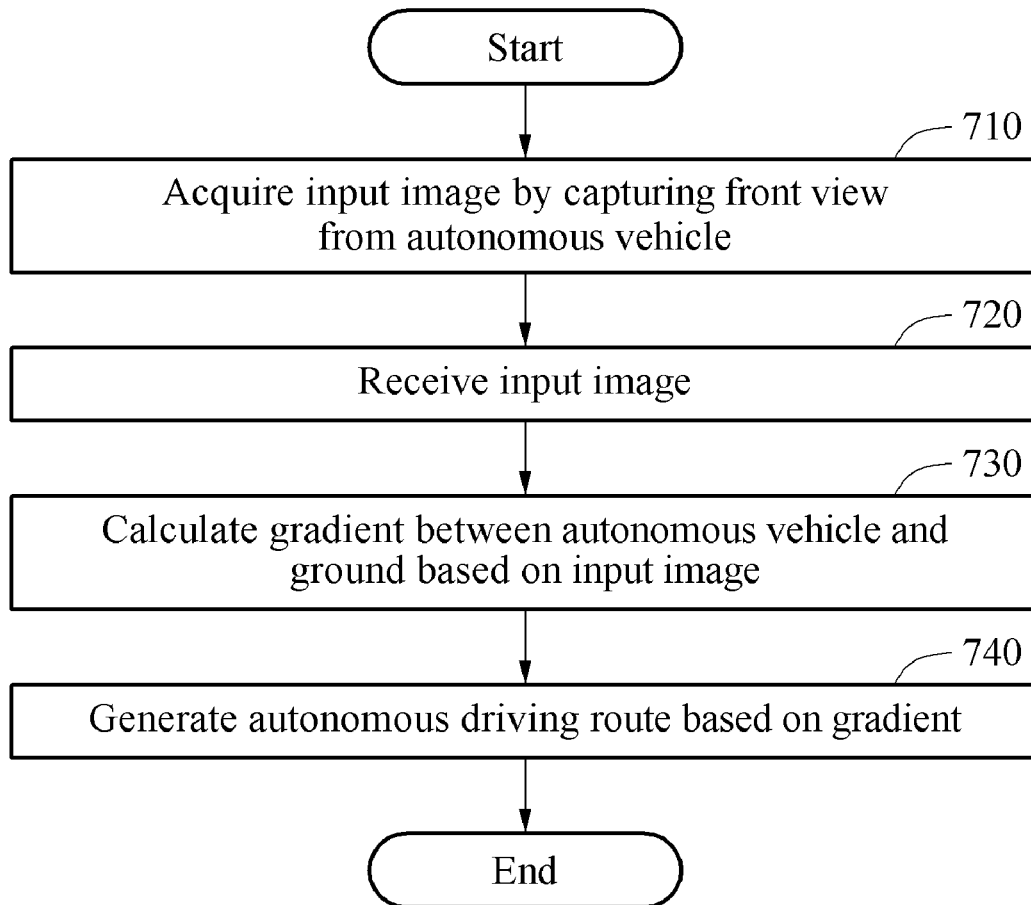 Start
710
Acquire input image by capturing front view
from autonomous vehicle
720
Receive input image
730
Calculate gradient between autonomous vehicle and
ground based on input image
740
Generate autonomous driving route based on gradient
End